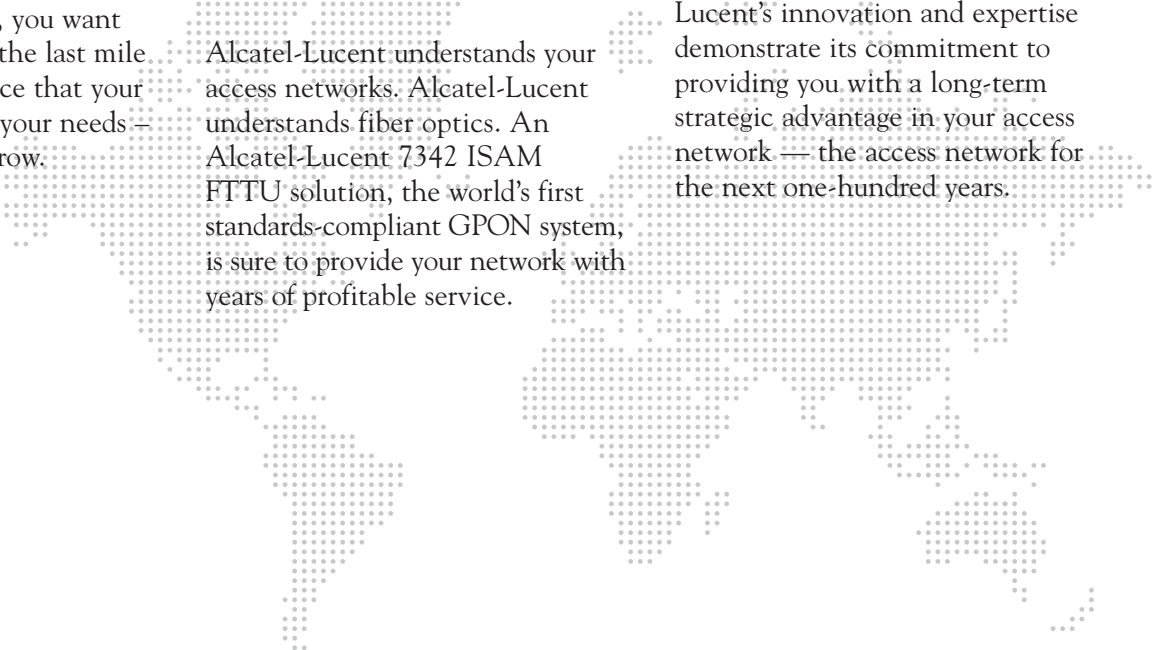 , you want
the last mile
ce that your
your needs –
row.
Alcatel-Lucent understands your
access networks. Alcatel-Lucent
understands fiber optics. An
Alcatel-Lucent 7342 ISAM
FTTU solution, the world's first
standards-compliant GPON system,
is sure to provide your network with
years of profitable service.
Lucent's innovation and expertise
demonstrate its commitment to
providing you with a long-term
strategic advantage in your access
network — the access network for
the next one-hundred years.